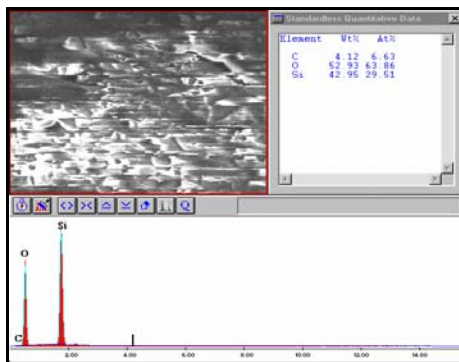 Standardless Quantitative Data
Element Wt% At%
C 4.12 6.63
O 52.93 63.86
Si 42.95 29.51
Q
Si
O
C
2.00 4.00 6.00 8.00 10.00 12.00 14.00